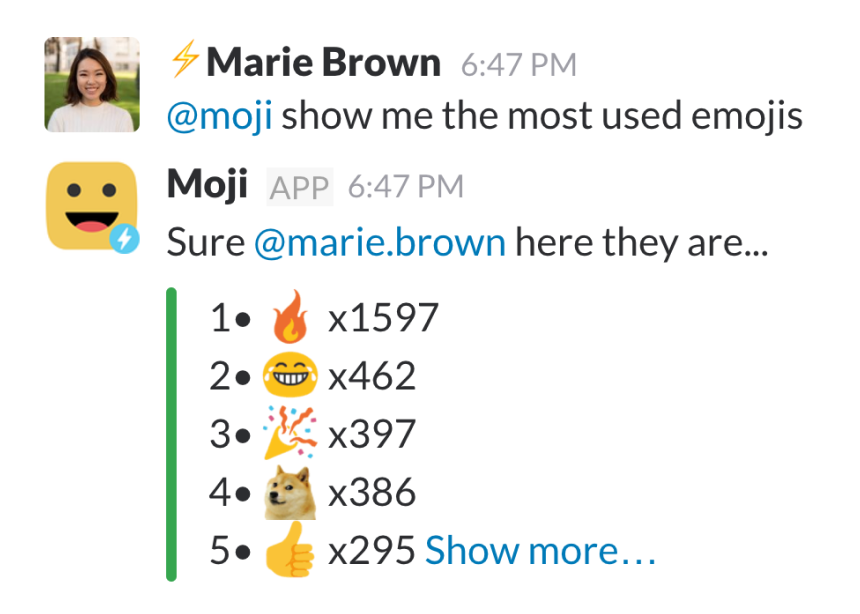 ⚡Marie Brown 6:47 PM
@moji show me the most used emojis
Moji APP 6:47 PM
Sure @marie.brown here they are...
1• 🔥 x1597
2• 😂 x462
3• 🎉 x397
4• x386
5• 👍 x295 Show more...